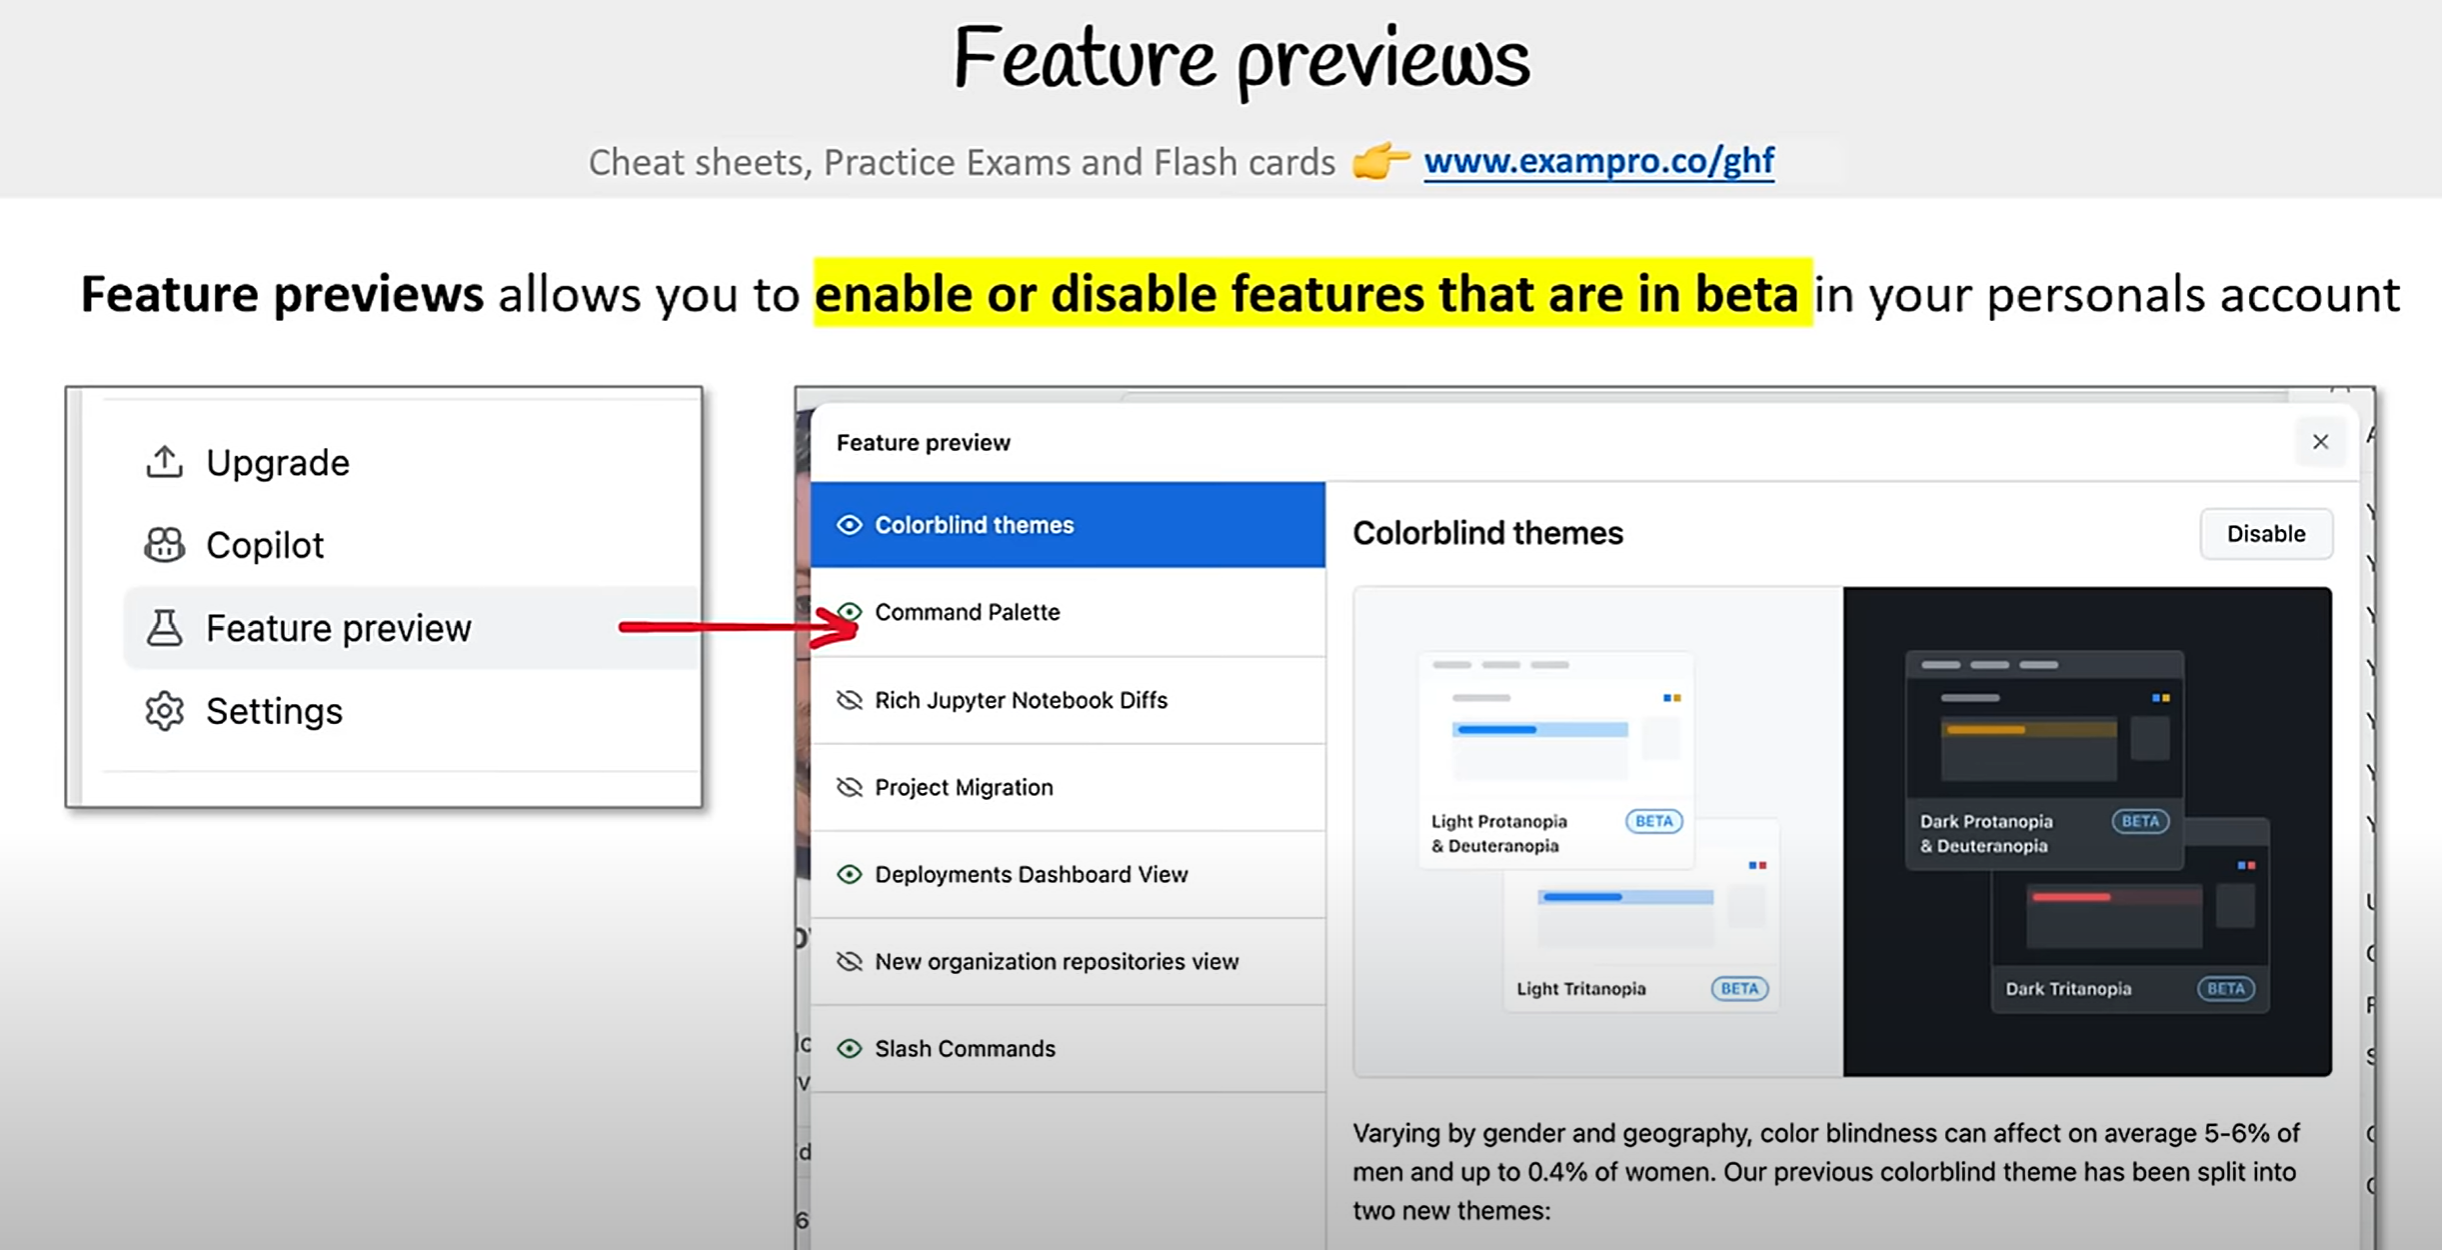 Feature previews
Cheat sheets, Practice Exams and Flash cards 👉 www.exampro.co/ghf
Feature previews allows you to enable or disable features that are in beta in your personals account
Upgrade
Copilot
Feature preview
Settings
Feature preview
Colorblind themes
Command Palette
Rich Jupyter Notebook Diffs
Project Migration
Deployments Dashboard View
New organization repositories view
Slash Commands
Colorblind themes
Disable
Light Protanopia
& Deuteranopia
BETA
Light Tritanopia
BETA
Dark Protanopia
& Deuteranopia
BETA
Dark Tritanopia
BETA
Varying by gender and geography, color blindness can affect on average 5-6% of
men and up to 0.4% of women. Our previous colorblind theme has been split into
two new themes: